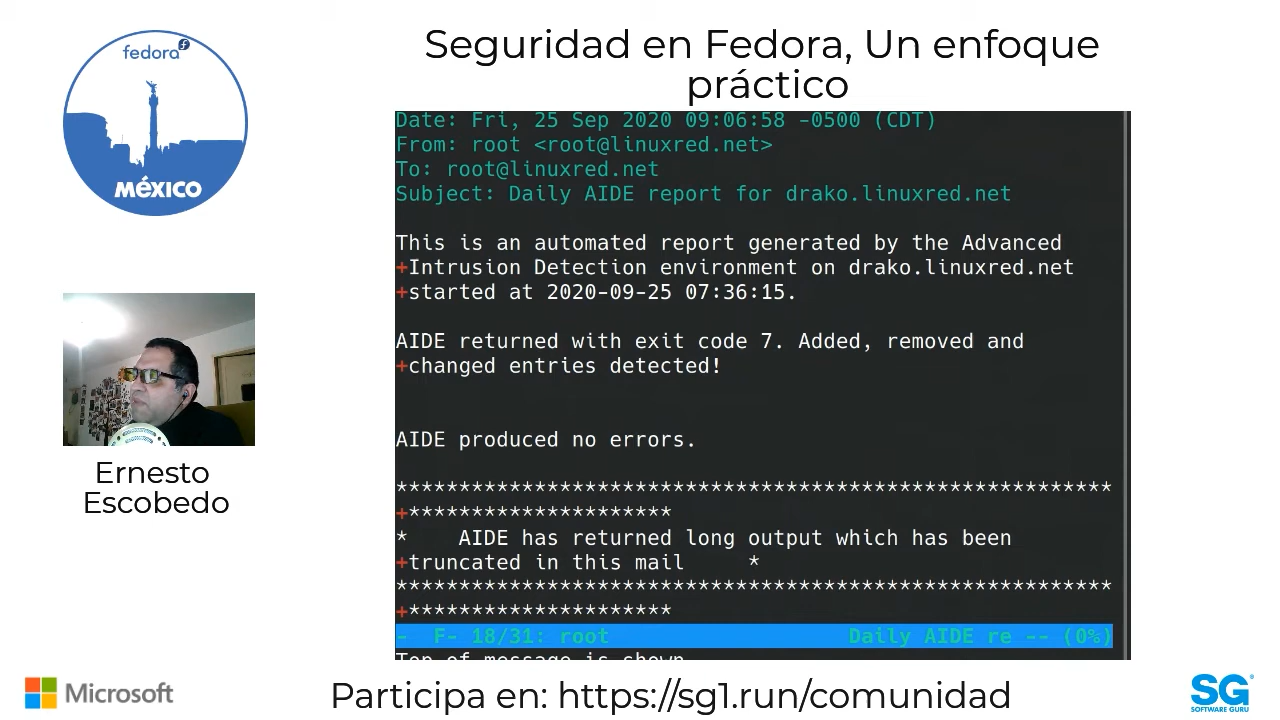 Seguridad en Fedora, Un enfoque
práctico
fedora
México
Date: Fri, 25 Sep 2020 09:06:58 -0500 (CDT)
From: root <root@linuxred.net>
To: root@linuxred.net
Subject: Daily AIDE report for drako.linuxred.net
This is an automated report generated by the Advanced
+Intrusion Detection environment on drako.linuxred.net
+started at 2020-09-25 07:36:15.
AIDE returned with exit code 7. Added, removed and
+changed entries detected!
AIDE produced no errors.
*********************************************************
+*********************
*    AIDE has returned long output which has been
+truncated in this mail     *
*********************************************************
+*********************
-  F- 18/31: root                   Daily AIDE re -- (0%)
Top of message is shown
Ernesto
Escobedo
Microsoft
Participa en: https://sg1.run/comunidad
SG
SOFTWARE GURU